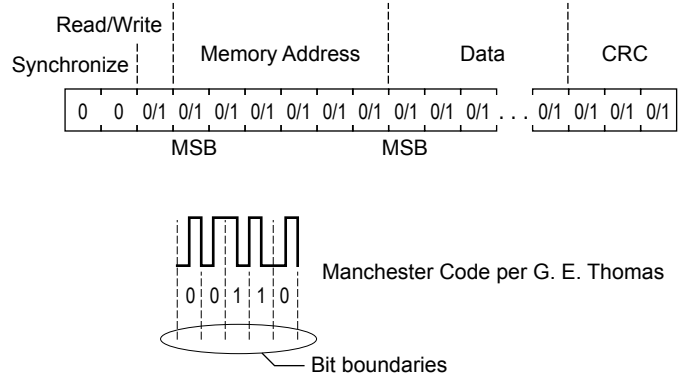 Read/Write
Synchronize
Memory Address
Data
CRC
0 0 0/1 0/1 0/1 0/1 0/1 0/1 0/1 0/1 0/1 0/1 . . . 0/1 0/1 0/1 0/1
MSB MSB
Manchester Code per G. E. Thomas
0 0 1 1 0
Bit boundaries